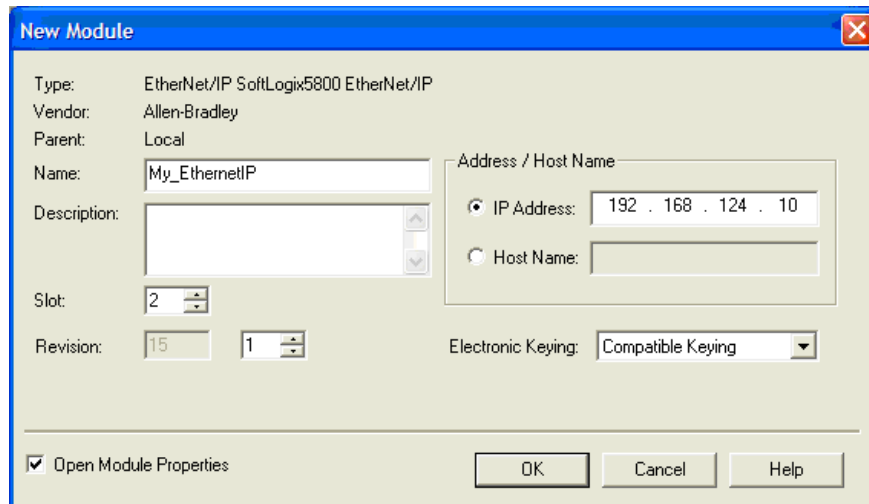 New Module
Type: EtherNet/IP SoftLogix5800 EtherNet/IP
Vendor: Allen-Bradley
Parent: Local
Name: My_EthernetIP
Address / Host Name
Description:
IP Address: 192 . 168 . 124 . 10
Host Name:
Slot: 2
Revision: 15 1
Electronic Keying: Compatible Keying
Open Module Properties
OK Cancel Help